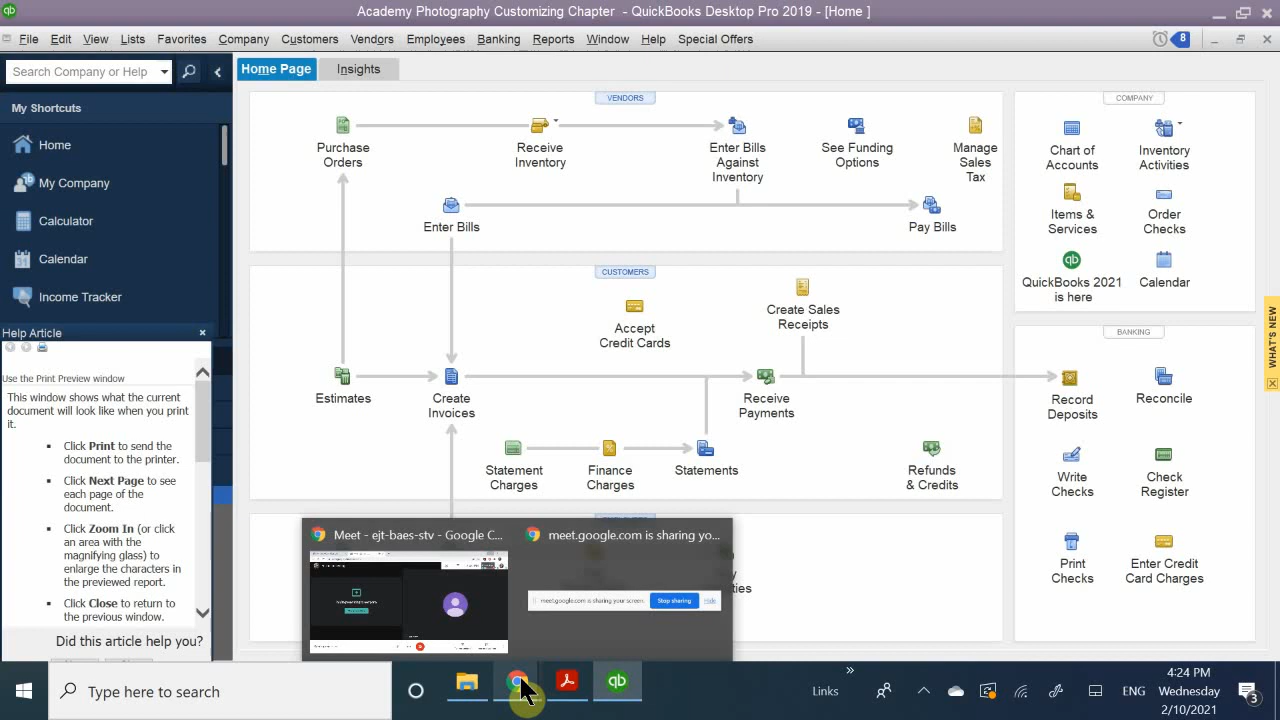 Academy Photography Customizing Chapter - QuickBooks Desktop Pro 2019 - [Home ]
File Edit View Lists Favorites Company Customers Vendors Employees Banking Reports Window Help Special Offers
8
Search Company or Help
Home Page
Insights
My Shortcuts
Home
My Company
Calculator
Calendar
Income Tracker
Help Article
Use the Print Preview window
This window shows what the current
document will look like when you print
it.
Click Print to send the
document to the printer.
Click Next Page to see
each page of the
document.
Click Zoom In (or click
an area with the
magnifying glass) to
enlarge the characters in
the previewed report.
Click Close to return to
the previous window.
Did this article help you?
VENDORS
Purchase
Orders
Receive
Inventory
Enter Bills
Against
Inventory
See Funding
Options
Manage
Sales
Tax
Enter Bills
Pay Bills
CUSTOMERS
Accept
Credit Cards
Create Sales
Receipts
Estimates
Create
Invoices
Receive
Payments
Statement
Charges
Finance
Charges
Statements
Refunds
& Credits
COMPANY
Chart of
Accounts
Inventory
Activities
Items &
Services
Order
Checks
QuickBooks 2021
is here
Calendar
BANKING
Record
Deposits
Reconcile
Write
Checks
Check
Register
Print
Checks
Enter Credit
Card Charges
WHAT'S NEW
Meet - ejt-baes-stv - Google C...
meet.google.com is sharing yo...
meet.google.com is sharing your screen.
Stop sharing
Hide
Type here to search
Links
ENG
4:24 PM
Wednesday
2/10/2021
3